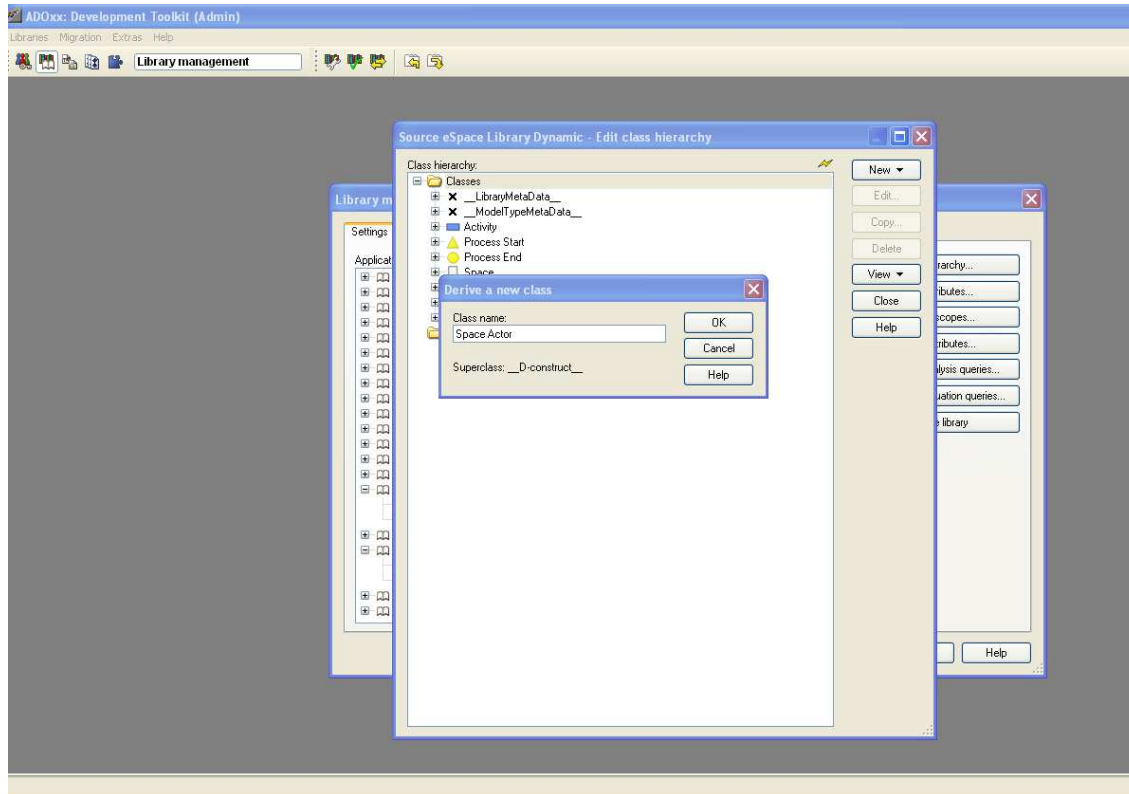 ADOxx: Development Toolkit (Admin)
Libraries Migration Extras Help
Library management
Source eSpace Library Dynamic - Edit class hierarchy
Class hierarchy:
Classes
__LibraryMetaData__
__ModelTypeMetaData__
Activity
Process Start
Process End
Space
New
Edit...
Copy...
Delete
View
Close
Help
Derive a new class
Class name:
Space Actor
Superclass: __D-construct__
OK
Cancel
Help
Library m
Settings
Applicat
rarchy...
ibutes...
scopes...
ributes...
lysis queries...
uation queries...
library
Help